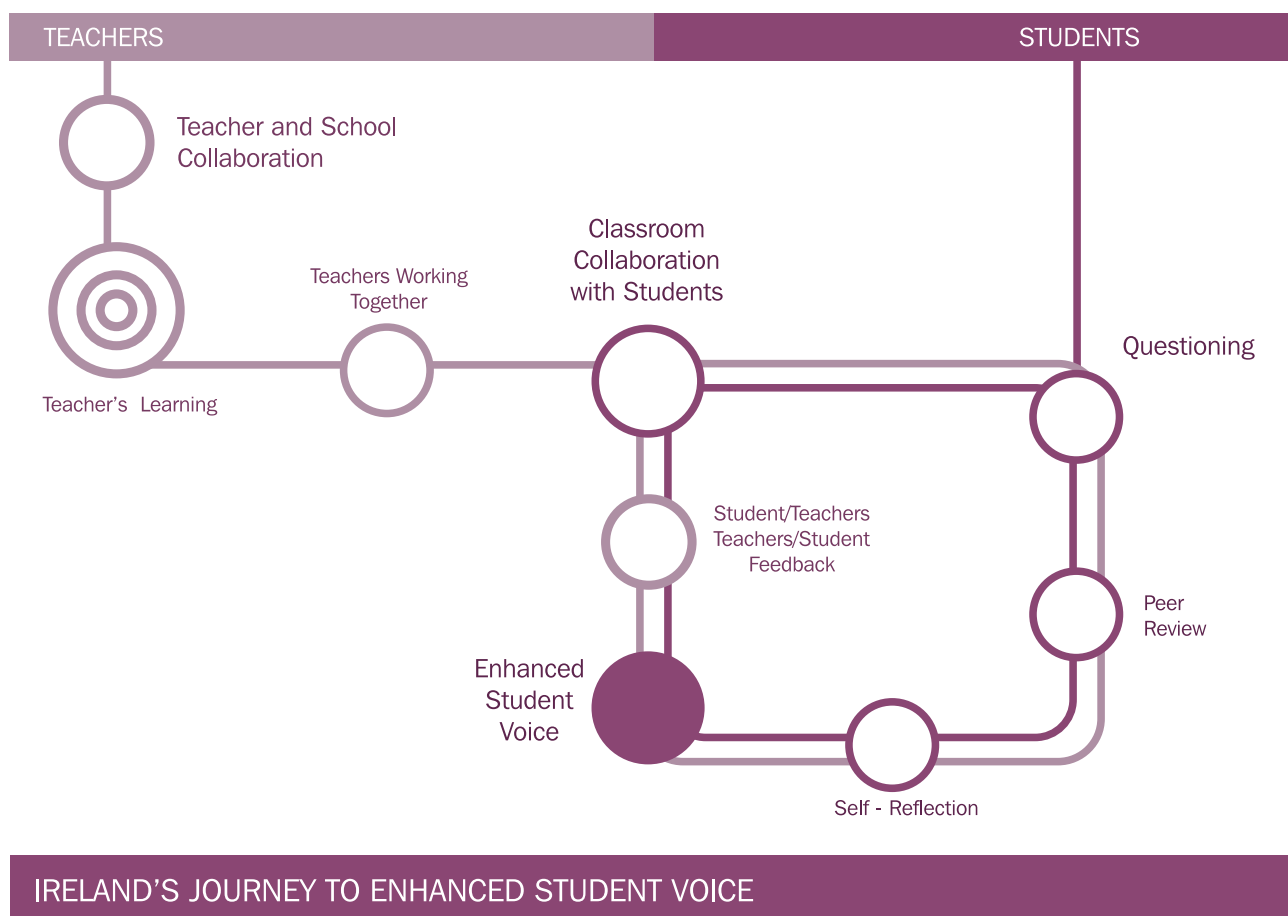 TEACHERS
STUDENTS
Teacher and School
Collaboration
Classroom
Collaboration
with Students
Teachers Working
Together
Questioning
Teacher's Learning
Student/Teachers
Teachers/Student
Feedback
Peer
Review
Enhanced
Student
Voice
Self - Reflection
IRELAND'S JOURNEY TO ENHANCED STUDENT VOICE